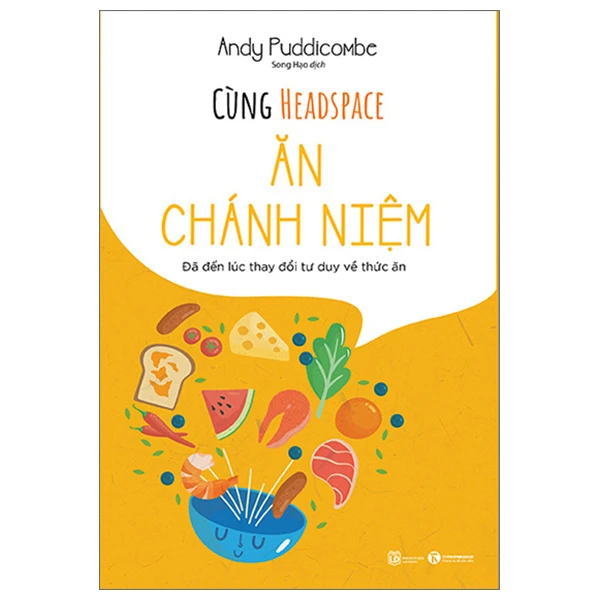 Andy Puddicombe
Song Hạo dịch
CÙNG HEADSPACE
ĂN
CHÁNH NIỆM
Đã đến lúc thay đổi tư duy về thức ăn